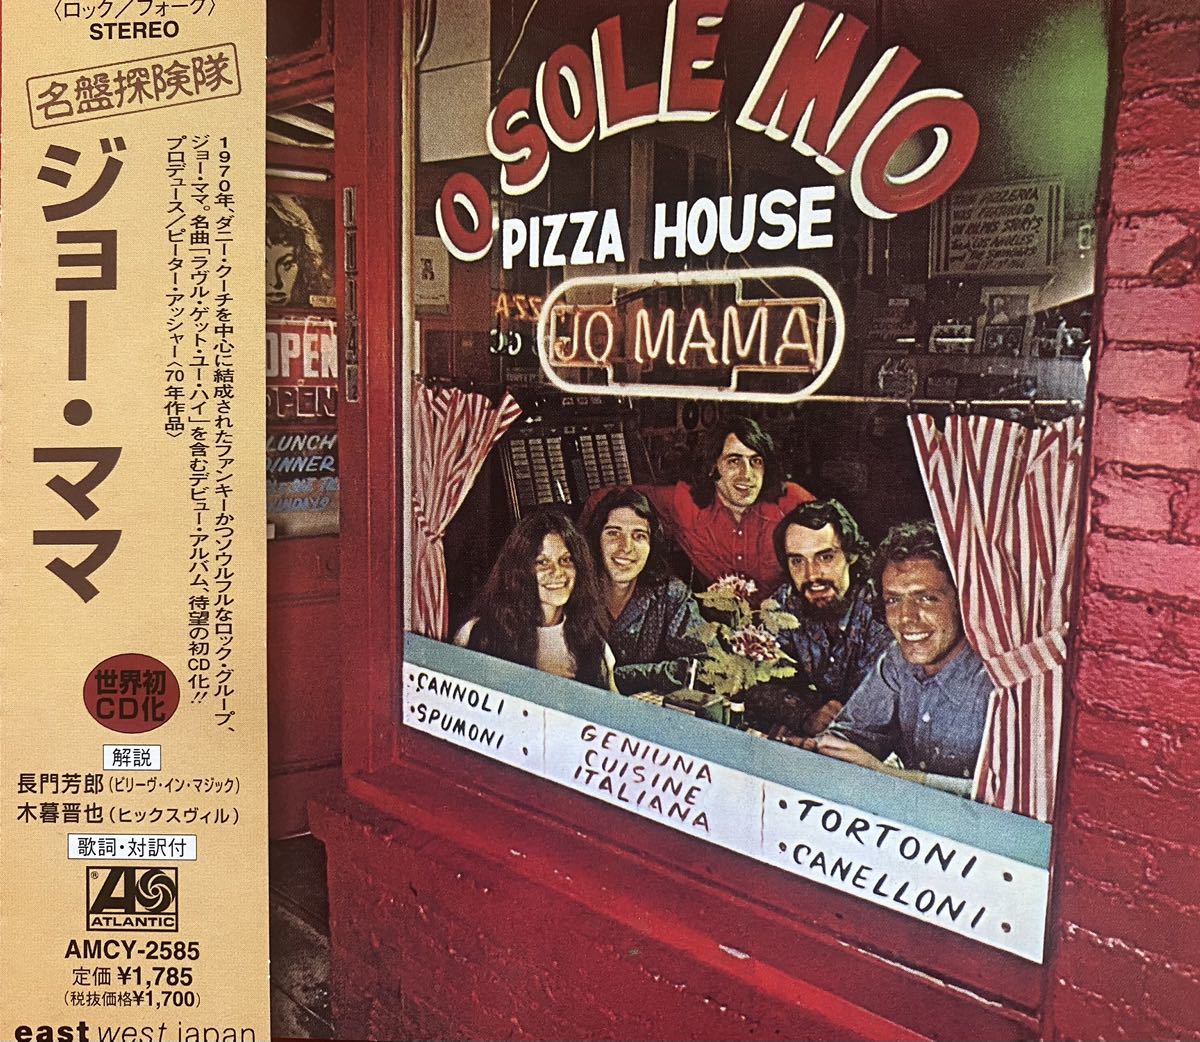 〈ロック／フォーク〉
STEREO
名盤探険隊
ジョー・ママ
1970年、ダニー・クーチを中心に結成されたファンキーかつソウルフルなロック・グループ、
ジョー・ママ。名曲「ラヴル・ゲット・ユー・ハイ」を含むデビュー・アルバム、待望の初CD化!!
プロデュース／ピーター・アッシャー〈70年作品〉
世界初
CD化
解説
長門芳郎(ビリーヴ・イン・マジック)
木暮晋也(ヒックスヴィル)
歌詞・対訳付
ATLANTIC
AMCY-2585
定価¥1,785
(税抜価格¥1,700)
east west japan
OPEN
OPEN
LUNCH
DINNER
O SOLE MIO
PIZZA HOUSE
JO MAMA
・CANNOLI・
・SPUMONI・
GENIUNA
CUISINE
ITALIANA
・TORTONI・
・CANELLONI・